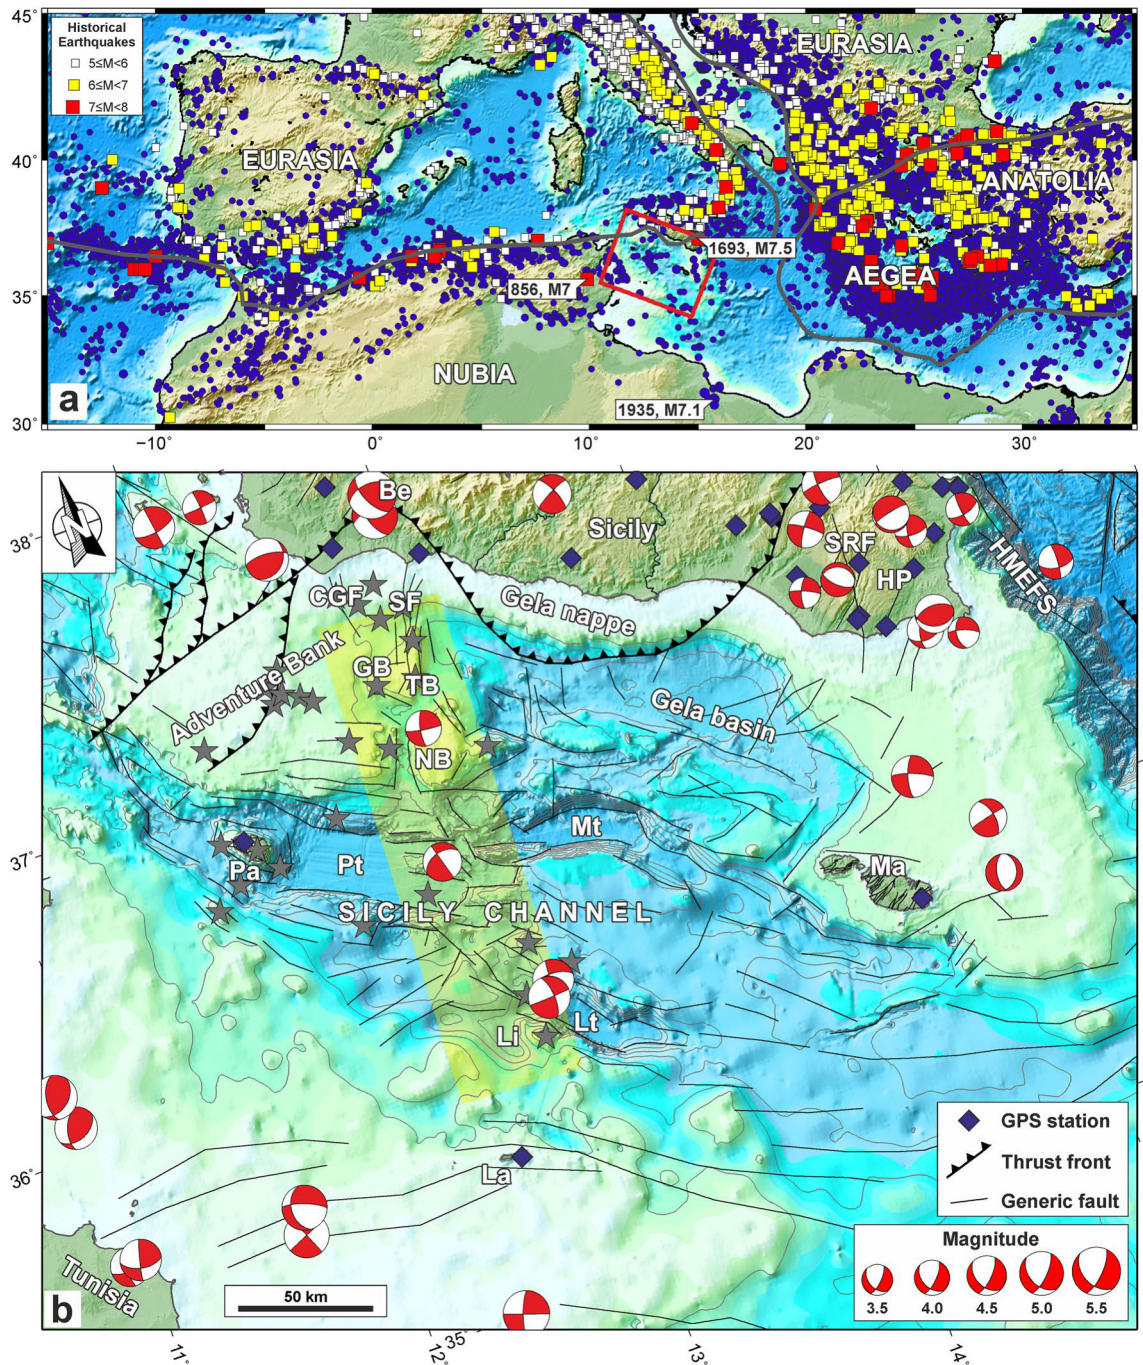 45°
Historical
Earthquakes
5≤M<6
6≤M<7
7≤M<8
EURASIA
EURASIA
40°
ANATOLIA
1693, M7.5
856, M7
AEGEA
35°
NUBIA
a
1935, M7.1
30°
−10°
0°
10°
20°
30°
Be
Sicily
SRF
HP
HMEFS
38°
CGF
SF
Gela nappe
Adventure Bank
GB
TB
Gela basin
NB
Mt
37°
Pa
Pt
Ma
SICILY CHANNEL
Li
Lt
36°
La
GPS station
Thrust front
Generic fault
Magnitude
3.5
4.0
4.5
5.0
5.5
Tunisia
50 km
b
11°
12°
35°
13°
14°